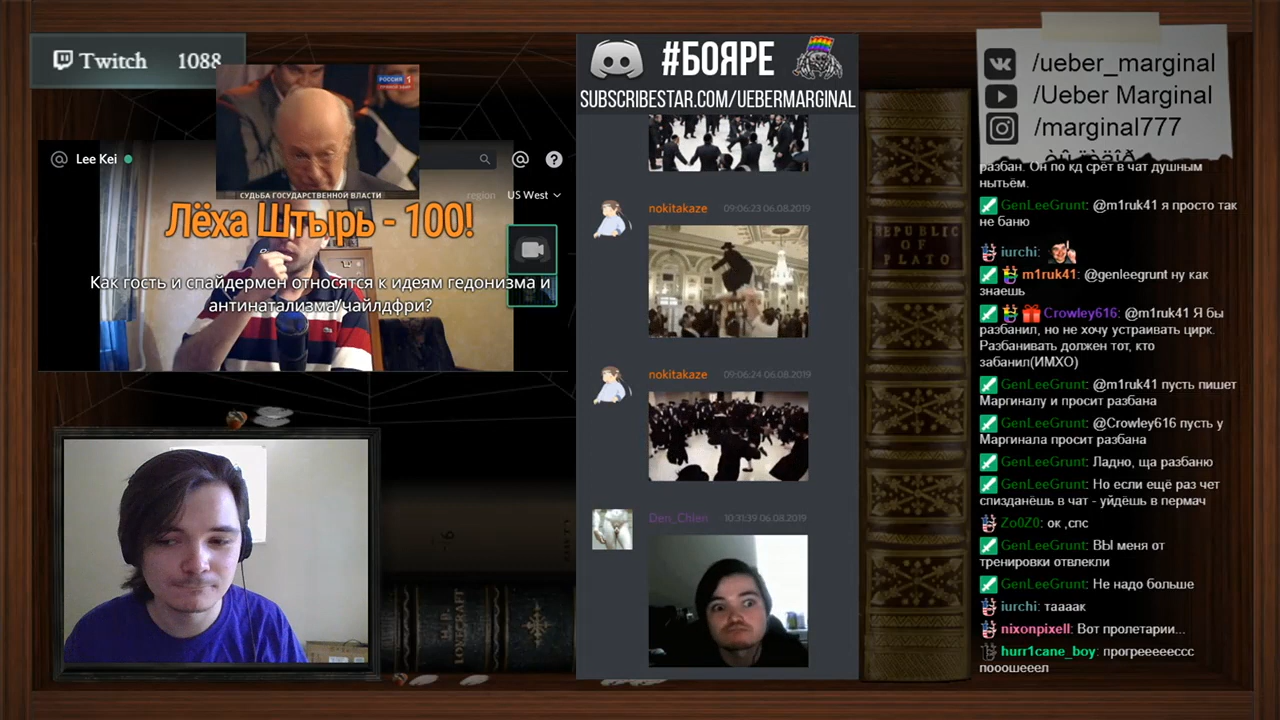 Twitch 1088
РОССИЯ 1
СУДЬБА ГОСУДАРСТВЕННОЙ ВЛАСТИ
Lee Kei
region US West
Лёха Штырь - 100!
Как гость и спайдермен относятся к идеям гедонизма и
антинатализма/чайлдфри?
#БОЯРЕ
SUBSCRIBESTAR.COM/UEBERMARGINAL
nokitakaze 09:06:23 06.08.2019
nokitakaze 09:06:24 06.08.2019
Den_Chlen 10:31:39 06.08.2019
REPUBLIC
OF
PLATO
H.P.
LOVECRAFT
/ueber_marginal
/Ueber Marginal
/marginal777
разбан. Он по кд срёт в чат душным
нытьём.
GenLeeGrunt: @m1ruk41 я просто так
не баню
iurchi:
m1ruk41: @genleegrunt ну как
знаешь
Crowley616: @m1ruk41 Я бы
разбанил, но не хочу устраивать цирк.
Разбанивать должен тот, кто
забанил(ИМХО)
GenLeeGrunt: @m1ruk41 пусть пишет
Маргиналу и просит разбана
GenLeeGrunt: @Crowley616 пусть у
Маргинала просит разбана
GenLeeGrunt: Ладно, ща разбаню
GenLeeGrunt: Но если ещё раз чет
спизданёшь в чат - уйдёшь в пермач
Zo0Z0: ок ,спс
GenLeeGrunt: ВЫ меня от
тренировки отвлекли
GenLeeGrunt: Не надо больше
iurchi: таааак
nixonpixell: Вот пролетарии...
hurr1cane_boy: прогрееееессс
пооошееел